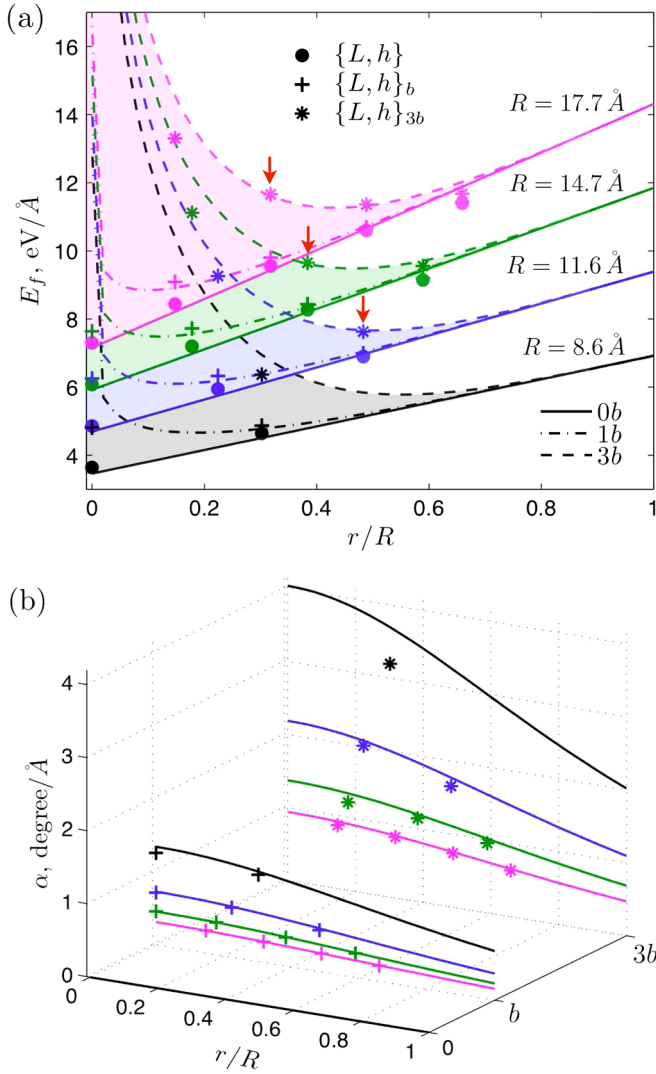 (a)
16
14
12
10
8
6
4
E_f, eV/Å
{L, h}
{L, h}_b
{L, h}_{3b}
R = 17.7 Å
R = 14.7 Å
R = 11.6 Å
R = 8.6 Å
0b
1b
3b
0 0.2 0.4 0.6 0.8 1
r/R
(b)
4
3
2
1
0
α, degree/Å
0 0.2 0.4 0.6 0.8 1
r/R
0 b 3b